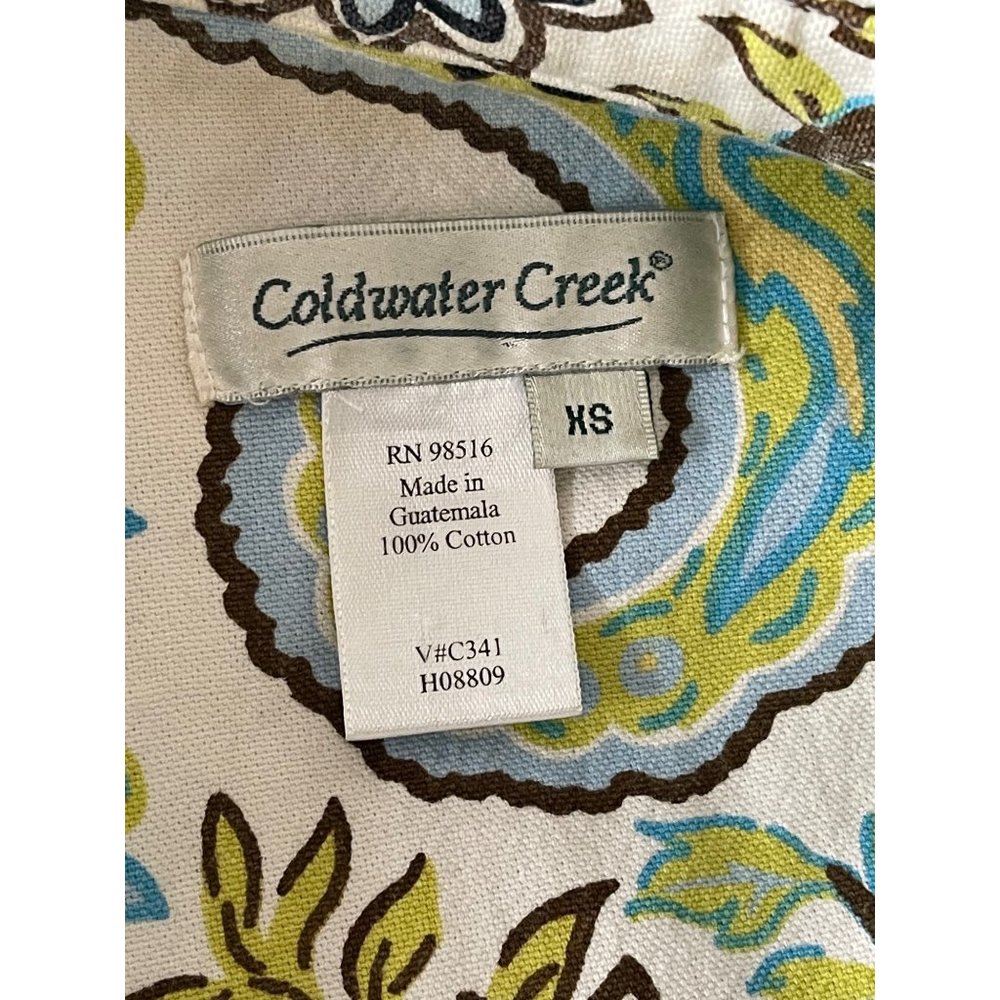 Coldwater Creek®
XS
RN 98516
Made in
Guatemala
100% Cotton
V#C341
H08809